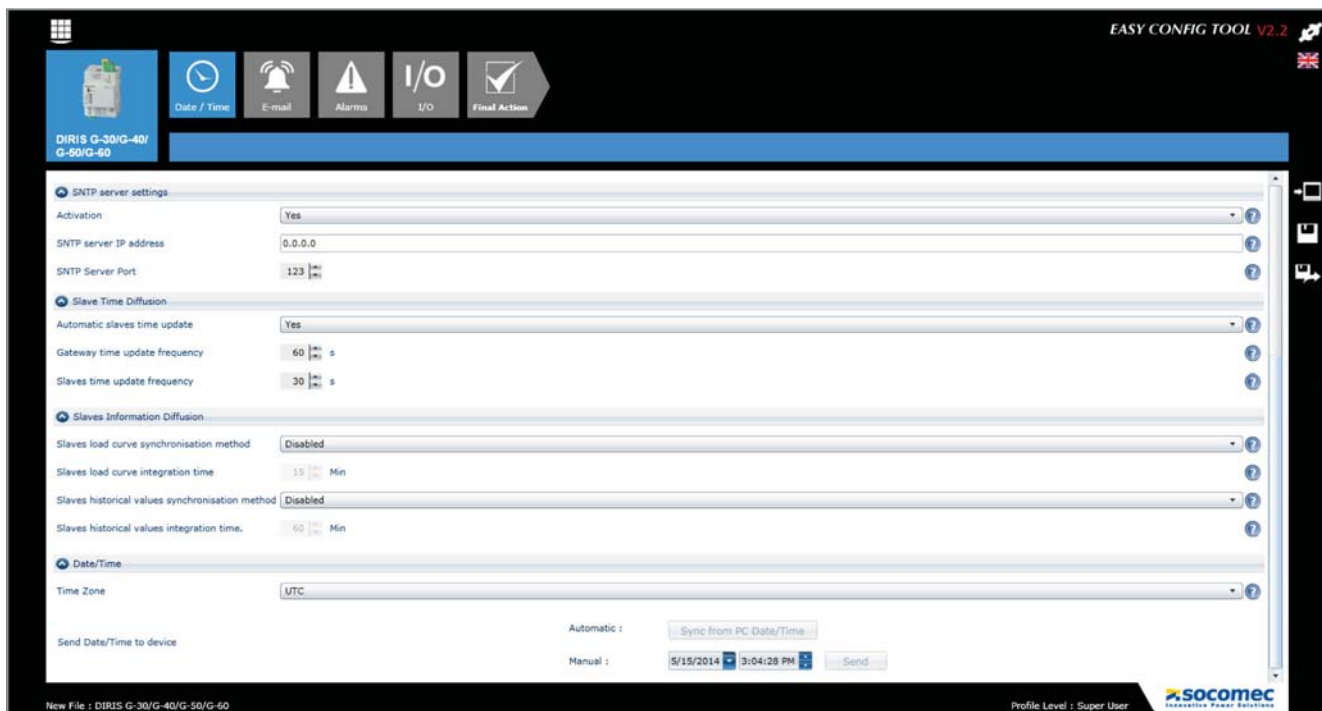 EASY CONFIG TOOL V2.2
Date / Time
E-mail
Alarms
I/O
I/O
Final Action
DIRIS G-30/G-40/
G-50/G-60
SNTP server settings
Activation Yes
SNTP server IP address 0.0.0.0
SNTP Server Port 123
Slave Time Diffusion
Automatic slaves time update Yes
Gateway time update frequency 60 s
Slaves time update frequency 30 s
Slaves Information Diffusion
Slaves load curve synchronisation method Disabled
Slaves load curve integration time 15 Min
Slaves historical values synchronisation method Disabled
Slaves historical values integration time. 60 Min
Date/Time
Time Zone UTC
Send Date/Time to device
Automatic : Sync from PC Date/Time
Manual : 5/15/2014 3:04:28 PM Send
New File : DIRIS G-30/G-40/G-50/G-60
Profile Level : Super User
socomec
Innovative Power Solutions